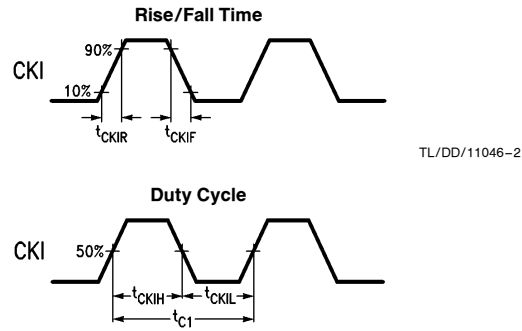 Rise/Fall Time
90%
CKI
10%
tCKIR
tCKIF
TL/DD/11046–2
Duty Cycle
CKI
50%
tCKIH
tCKIL
tC1